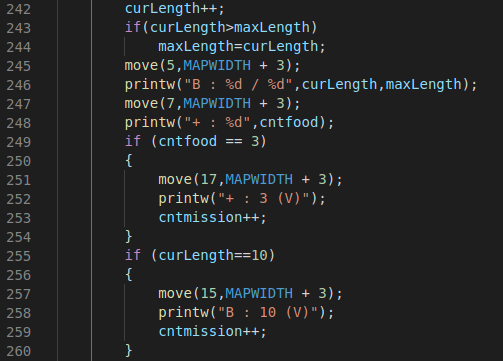 242 curLength++;
243 if(curLength>maxLength)
244 maxLength=curLength;
245 move(5,MAPWIDTH + 3);
246 printw("B : %d / %d",curLength,maxLength);
247 move(7,MAPWIDTH + 3);
248 printw("+ : %d",cntfood);
249 if (cntfood == 3)
250 {
251 move(17,MAPWIDTH + 3);
252 printw("+ : 3 (V)");
253 cntmission++;
254 }
255 if (curLength==10)
256 {
257 move(15,MAPWIDTH + 3);
258 printw("B : 10 (V)");
259 cntmission++;
260 }